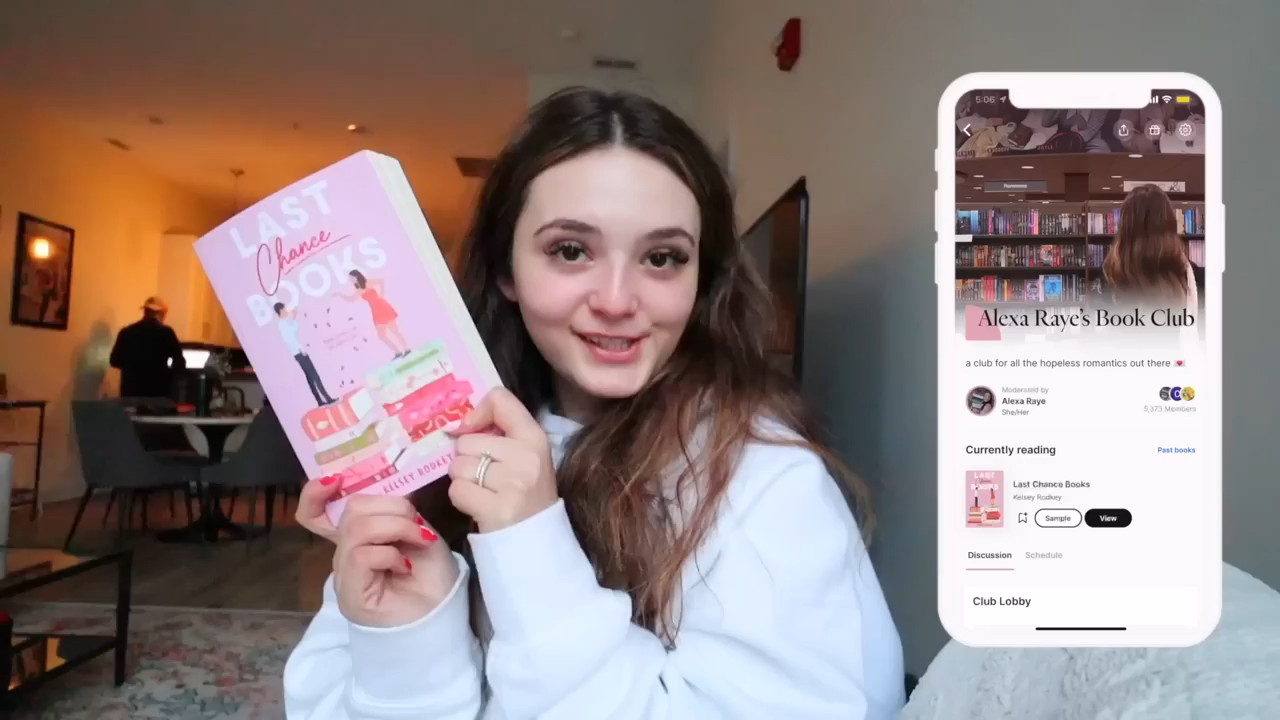 LAST
Chance
BOOKS
KELSEY RODKEY
5:06
Alexa Raye's Book Club
a club for all the hopeless romantics out there 💌
Moderated by
Alexa Raye
She/Her
5,373 Members
Currently reading
Past books
LAST
BOOKS
Last Chance Books
Kelsey Rodkey
Sample
View
Discussion
Schedule
Club Lobby